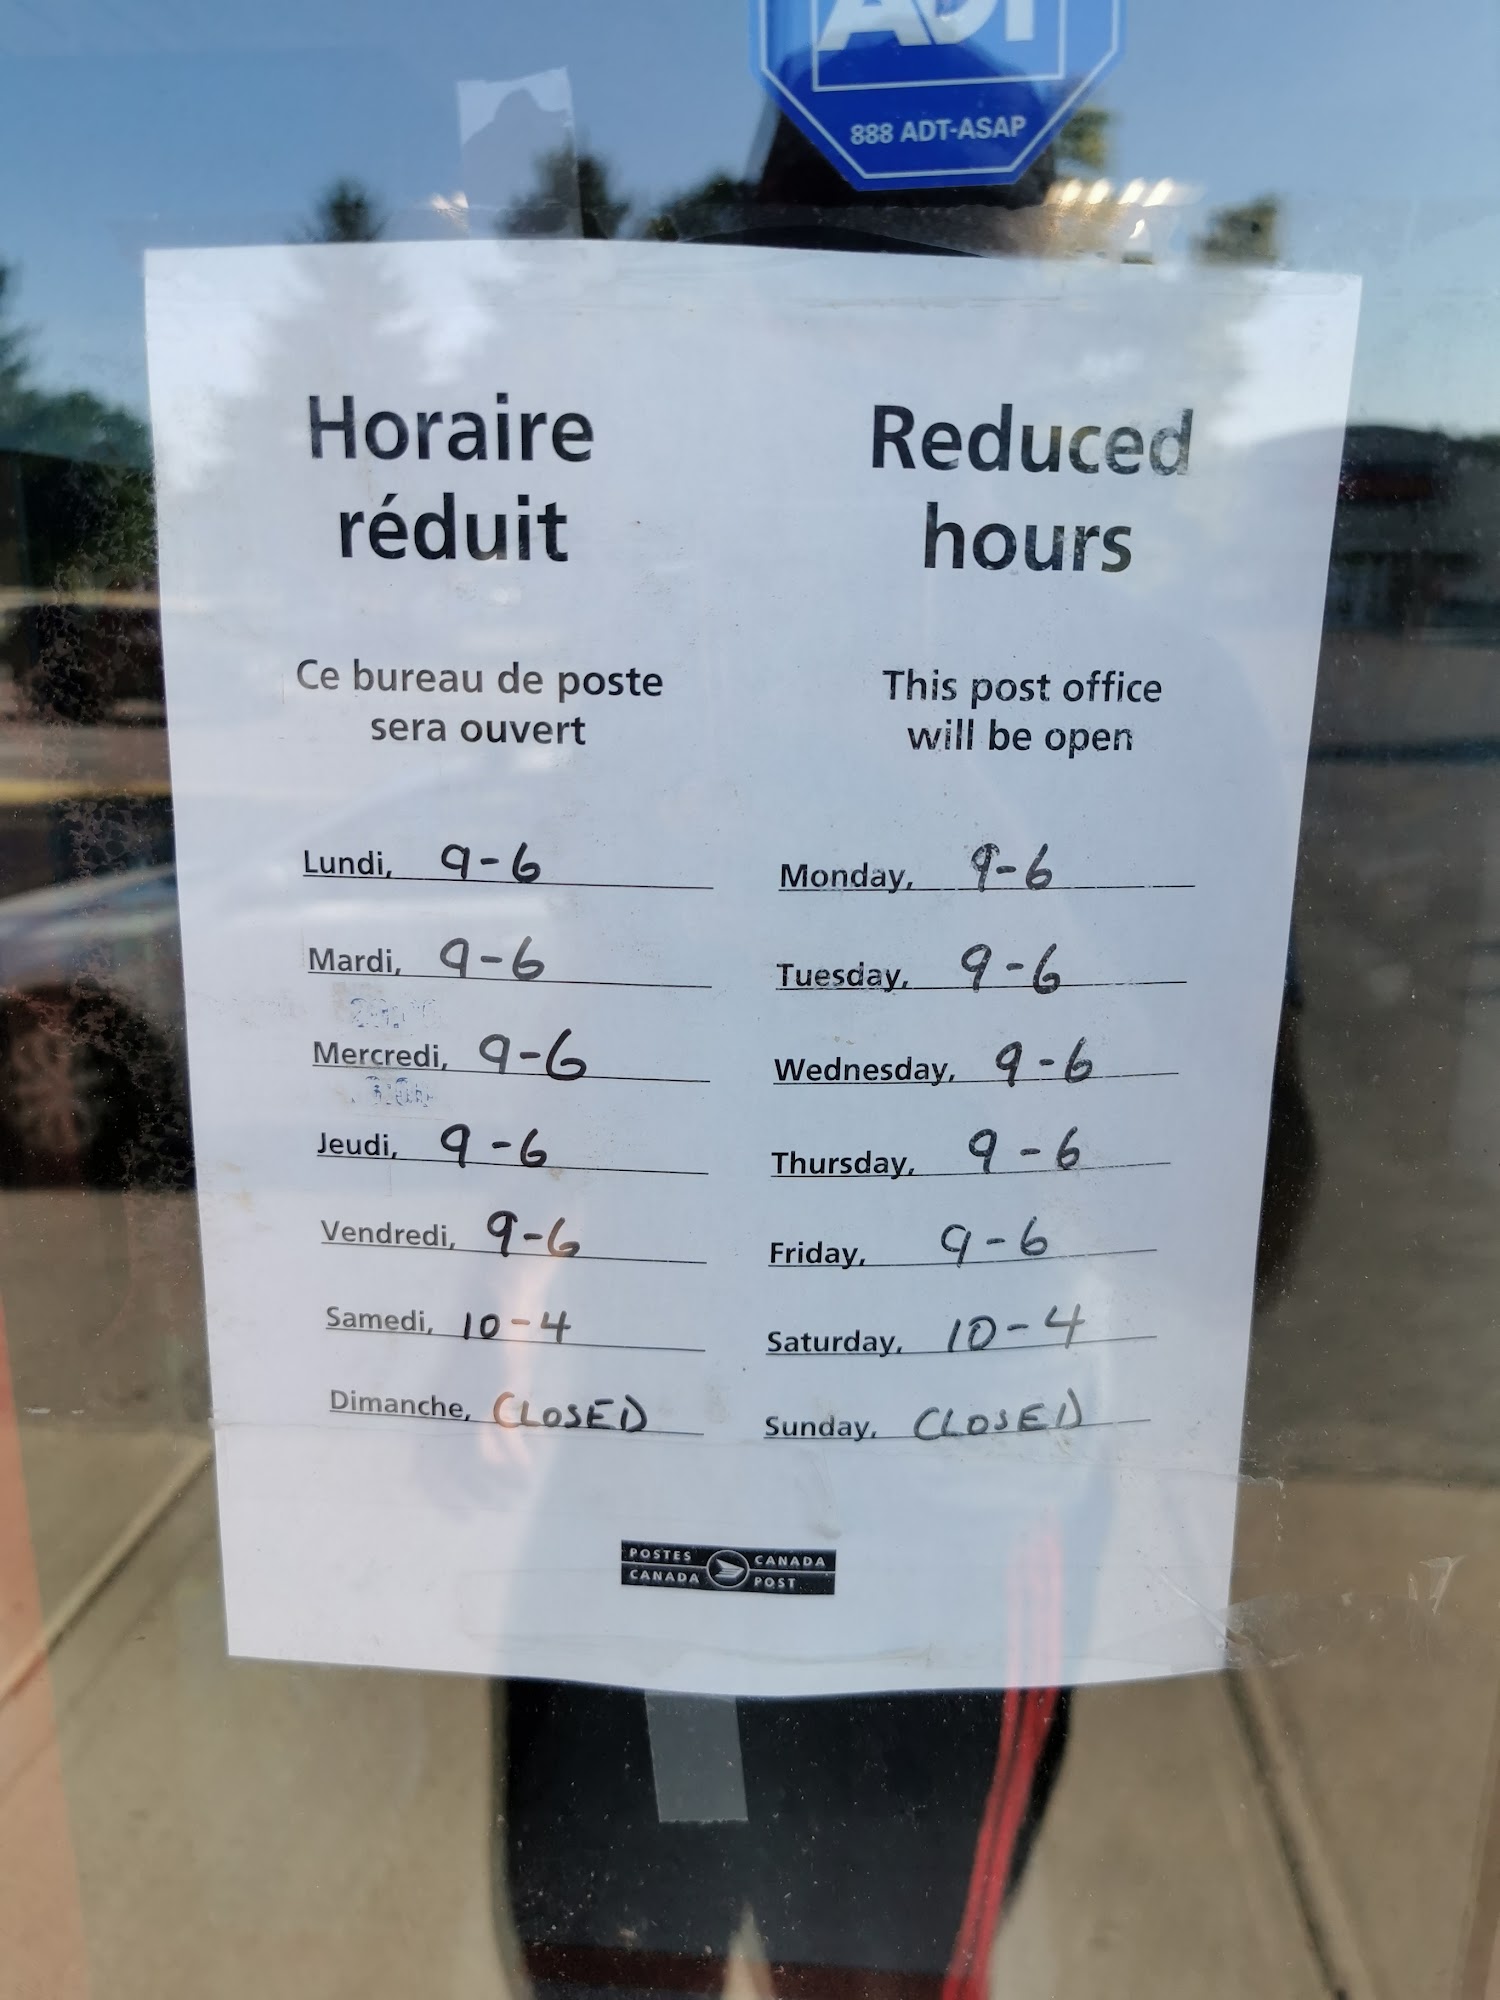 ADT
888 ADT-ASAP
Horaire
réduit
Ce bureau de poste
sera ouvert
Lundi, 9-6
Mardi, 9-6
Mercredi, 9-6
Jeudi, 9-6
Vendredi, 9-6
Samedi, 10-4
Dimanche, CLOSED
Reduced
hours
This post office
will be open
Monday, 9-6
Tuesday, 9-6
Wednesday, 9-6
Thursday, 9-6
Friday, 9-6
Saturday, 10-4
Sunday, CLOSED
POSTES CANADA
CANADA POST